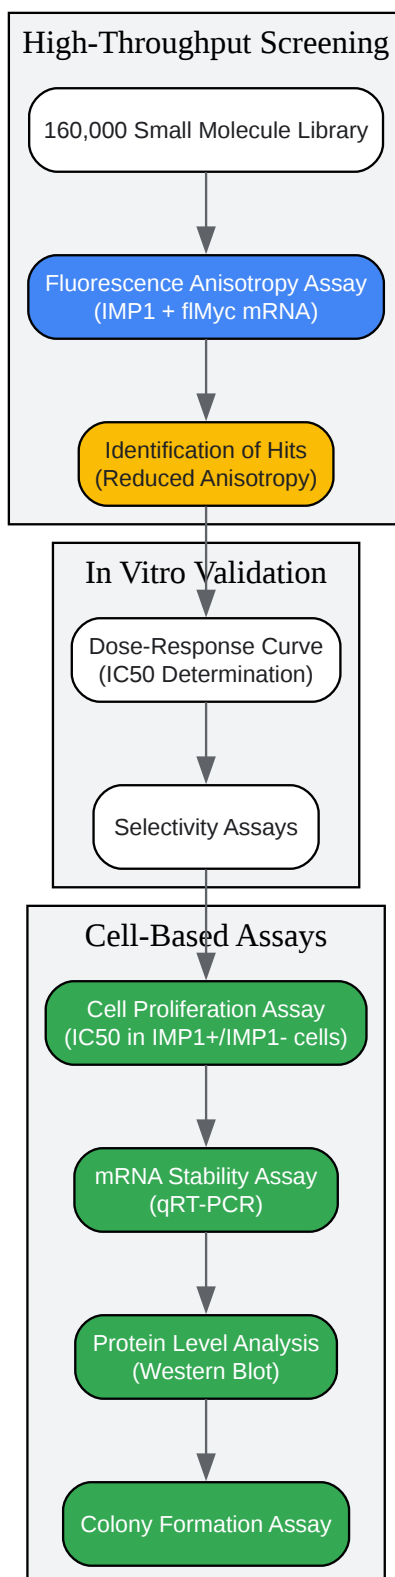 High-Throughput Screening
160,000 Small Molecule Library
Fluorescence Anisotropy Assay
(IMP1 + flMyc mRNA)
Identification of Hits
(Reduced Anisotropy)
In Vitro Validation
Dose-Response Curve
(IC50 Determination)
Selectivity Assays
Cell-Based Assays
Cell Proliferation Assay
(IC50 in IMP1+/IMP1- cells)
mRNA Stability Assay
(qRT-PCR)
Protein Level Analysis
(Western Blot)
Colony Formation Assay